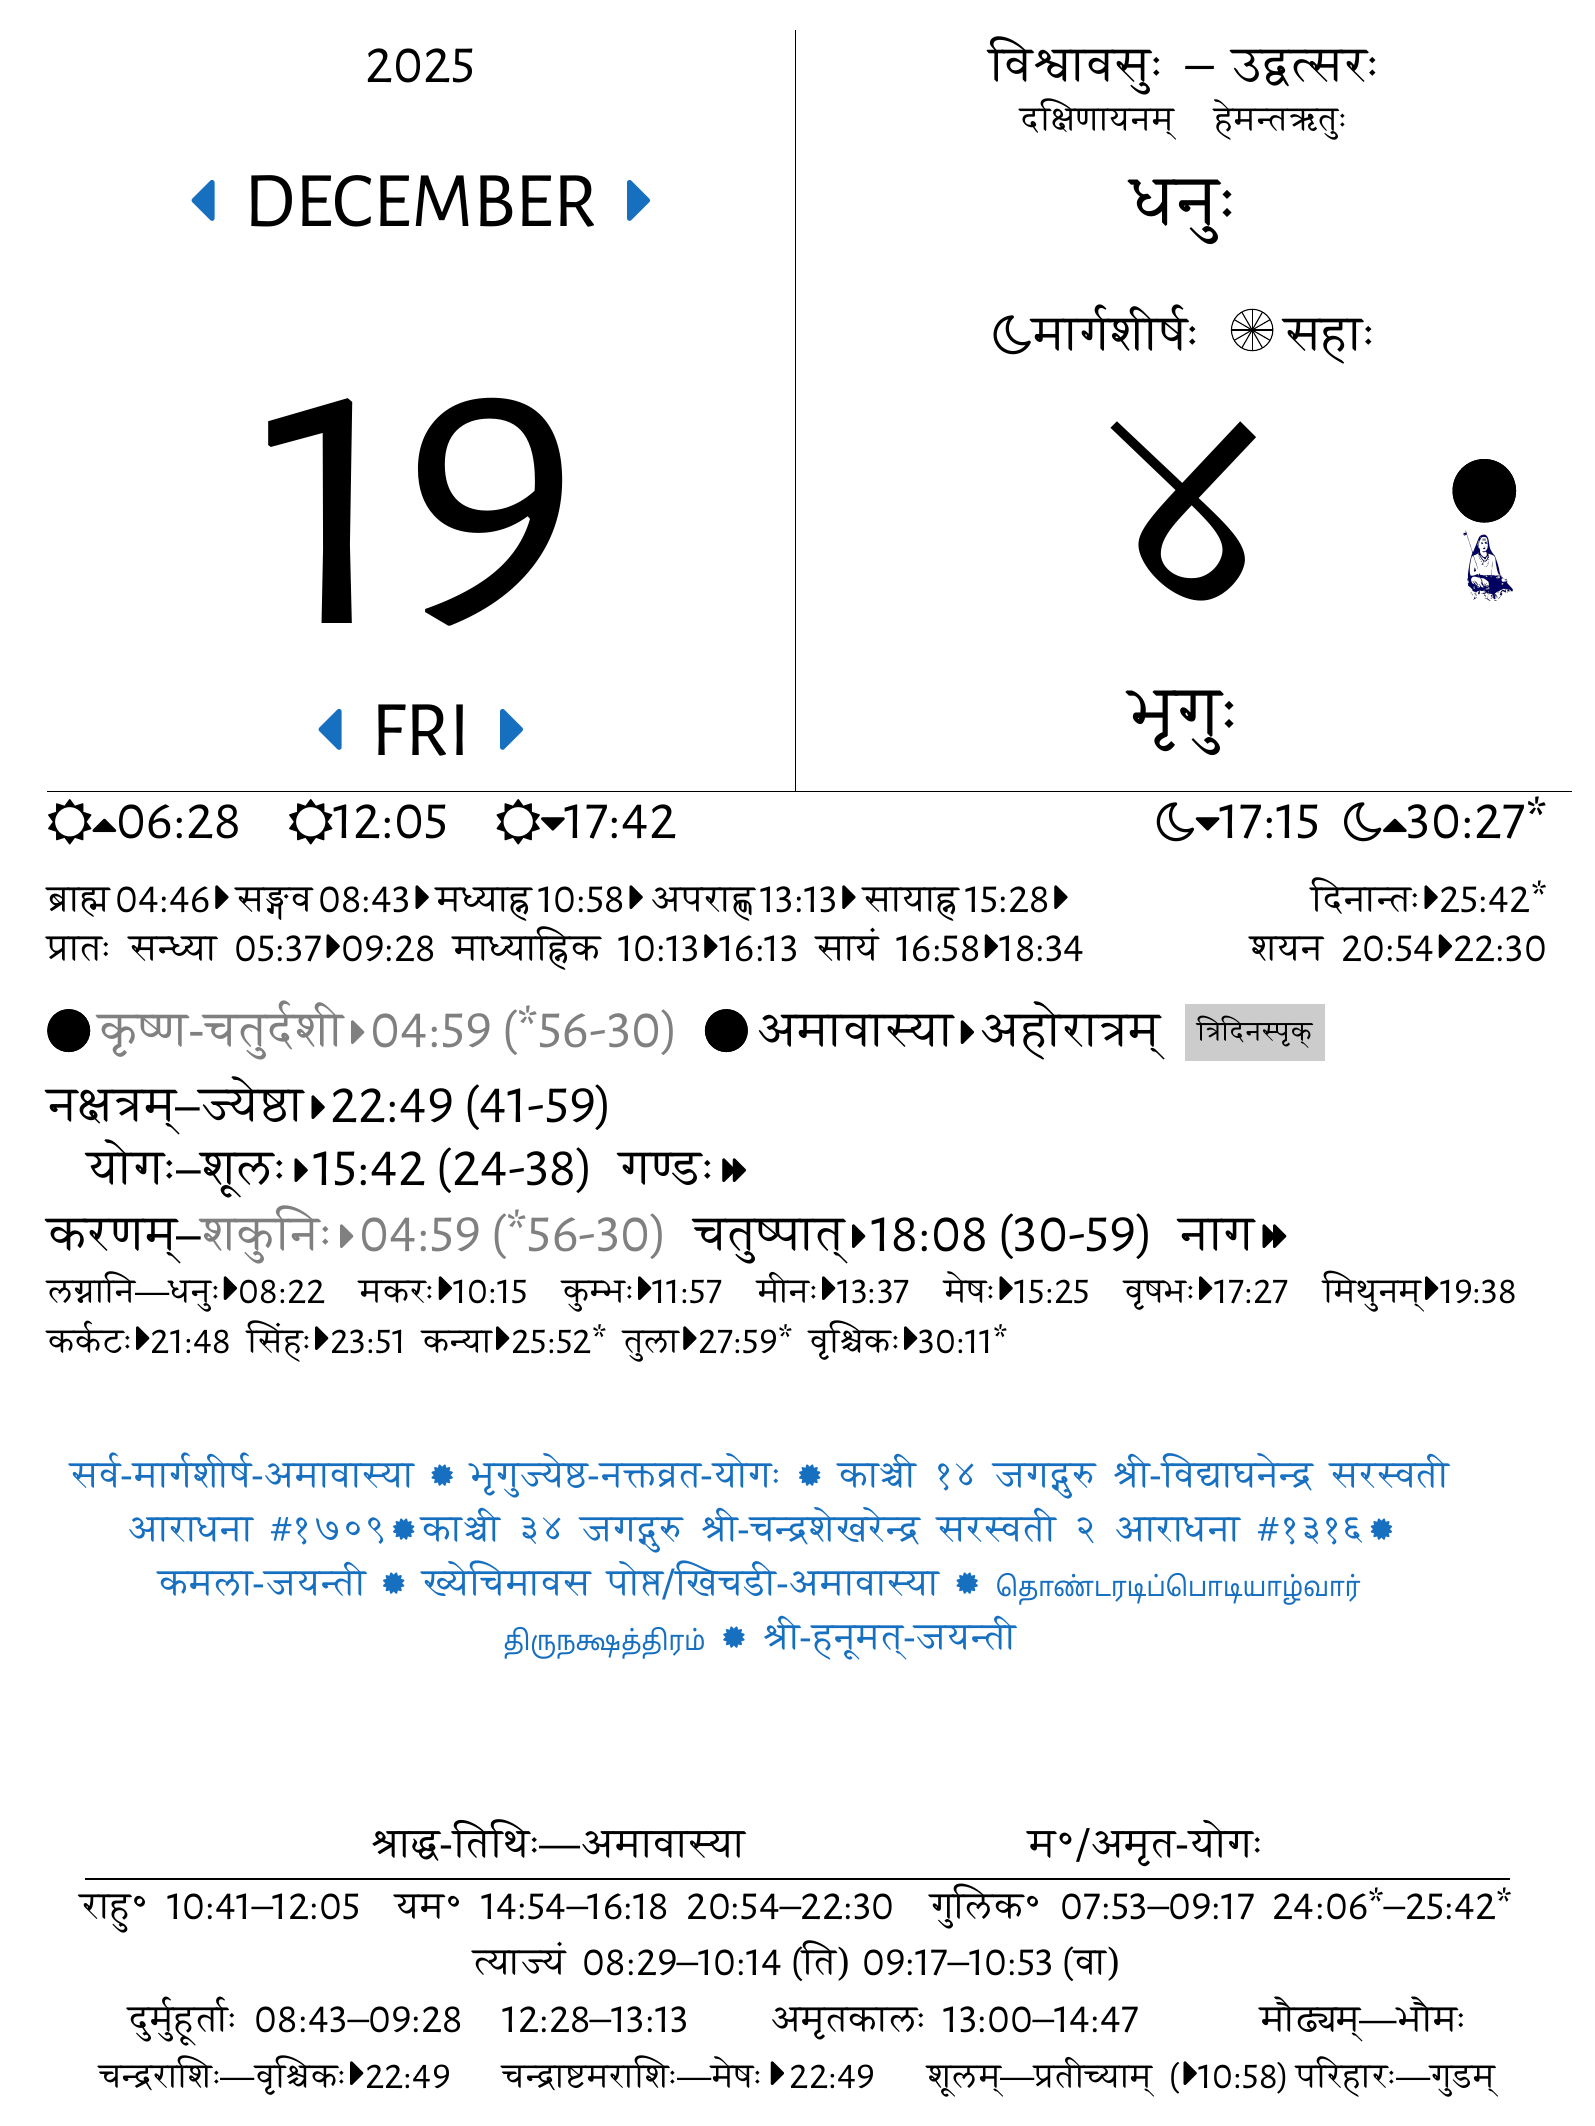 2025
DECEMBER
19
FRI
विश्वावसुः – उद्वत्सरः
दक्षिणायनम् हेमन्तऋतुः
धनुः
मार्गशीर्षः सहाः
४
भृगुः
06:28 12:05 17:42 17:15 30:27*
ब्राह्म 04:46 सङ्गव 08:43 मध्याह्न 10:58 अपराह्ण 13:13 सायाह्न 15:28 दिनान्तः 25:42*
प्रातः सन्ध्या 05:37 09:28 माध्याह्निक 10:13 16:13 सायं 16:58 18:34 शयन 20:54 22:30
कृष्ण-चतुर्दशी 04:59 (*56-30) अमावास्या अहोरात्रम् त्रिदिनस्पृक्
नक्षत्रम्–ज्येष्ठा 22:49 (41-59)
योगः–शूलः 15:42 (24-38) गण्डः
करणम्–शकुनिः 04:59 (*56-30) चतुष्पात् 18:08 (30-59) नाग
लग्नानि—धनुः 08:22 मकरः 10:15 कुम्भः 11:57 मीनः 13:37 मेषः 15:25 वृषभः 17:27 मिथुनम् 19:38
कर्कटः 21:48 सिंहः 23:51 कन्या 25:52* तुला 27:59* वृश्चिकः 30:11*
सर्व-मार्गशीर्ष-अमावास्या ✹ भृगुज्येष्ठ-नक्तव्रत-योगः ✹ काञ्ची १४ जगद्गुरु श्री-विद्याघनेन्द्र सरस्वती
आराधना #१७०९ ✹ काञ्ची ३४ जगद्गुरु श्री-चन्द्रशेखरेन्द्र सरस्वती २ आराधना #१३१६ ✹
कमला-जयन्ती ✹ ख्येचिमावस पोष्त/खिचडी-अमावास्या ✹ தொண்டரடிப்பொடியாழ்வார்
திருநக்ஷத்திரம் ✹ श्री-हनूमत्-जयन्ती
श्राद्ध-तिथिः—अमावास्या म॰/अमृत-योगः
राहु॰ 10:41–12:05 यम॰ 14:54–16:18 20:54–22:30 गुलिक॰ 07:53–09:17 24:06*–25:42*
त्याज्यं 08:29–10:14 (ति) 09:17–10:53 (वा)
दुर्मुहूर्ताः 08:43–09:28 12:28–13:13 अमृतकालः 13:00–14:47 मौढ्यम्—भौमः
चन्द्रराशिः—वृश्चिकः 22:49 चन्द्राष्टमराशिः—मेषः 22:49 शूलम्—प्रतीच्याम् (10:58) परिहारः—गुडम्